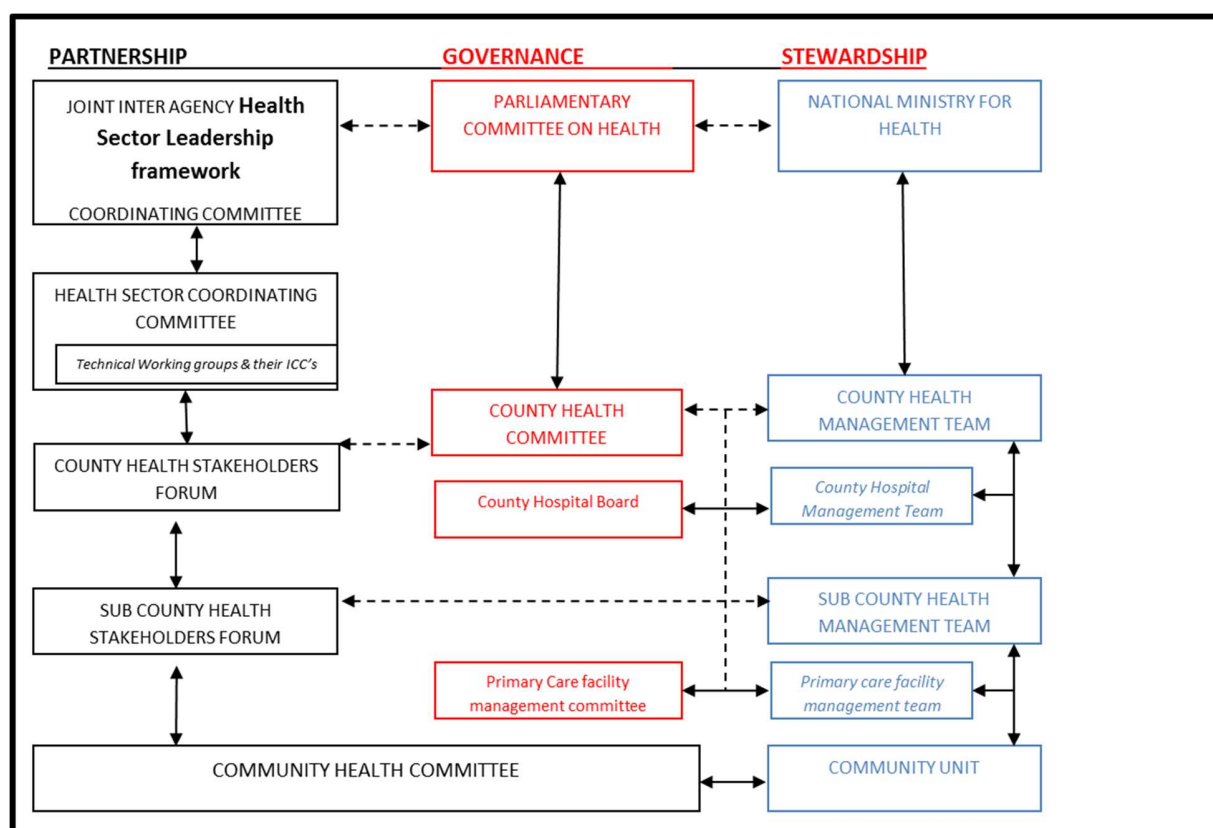 PARTNERSHIP
GOVERNANCE
STEWARDSHIP
JOINT INTER AGENCY Health
Sector Leadership
framework
COORDINATING COMMITTEE
PARLIAMENTARY
COMMITTEE ON HEALTH
NATIONAL MINISTRY FOR
HEALTH
HEALTH SECTOR COORDINATING
COMMITTEE
Technical Working groups & their ICC's
COUNTY HEALTH
COMMITTEE
COUNTY HEALTH
MANAGEMENT TEAM
COUNTY HEALTH STAKEHOLDERS
FORUM
County Hospital Board
County Hospital
Management Team
SUB COUNTY HEALTH
STAKEHOLDERS FORUM
SUB COUNTY HEALTH
MANAGEMENT TEAM
Primary Care facility
management committee
Primary care facility
management team
COMMUNITY HEALTH COMMITTEE
COMMUNITY UNIT